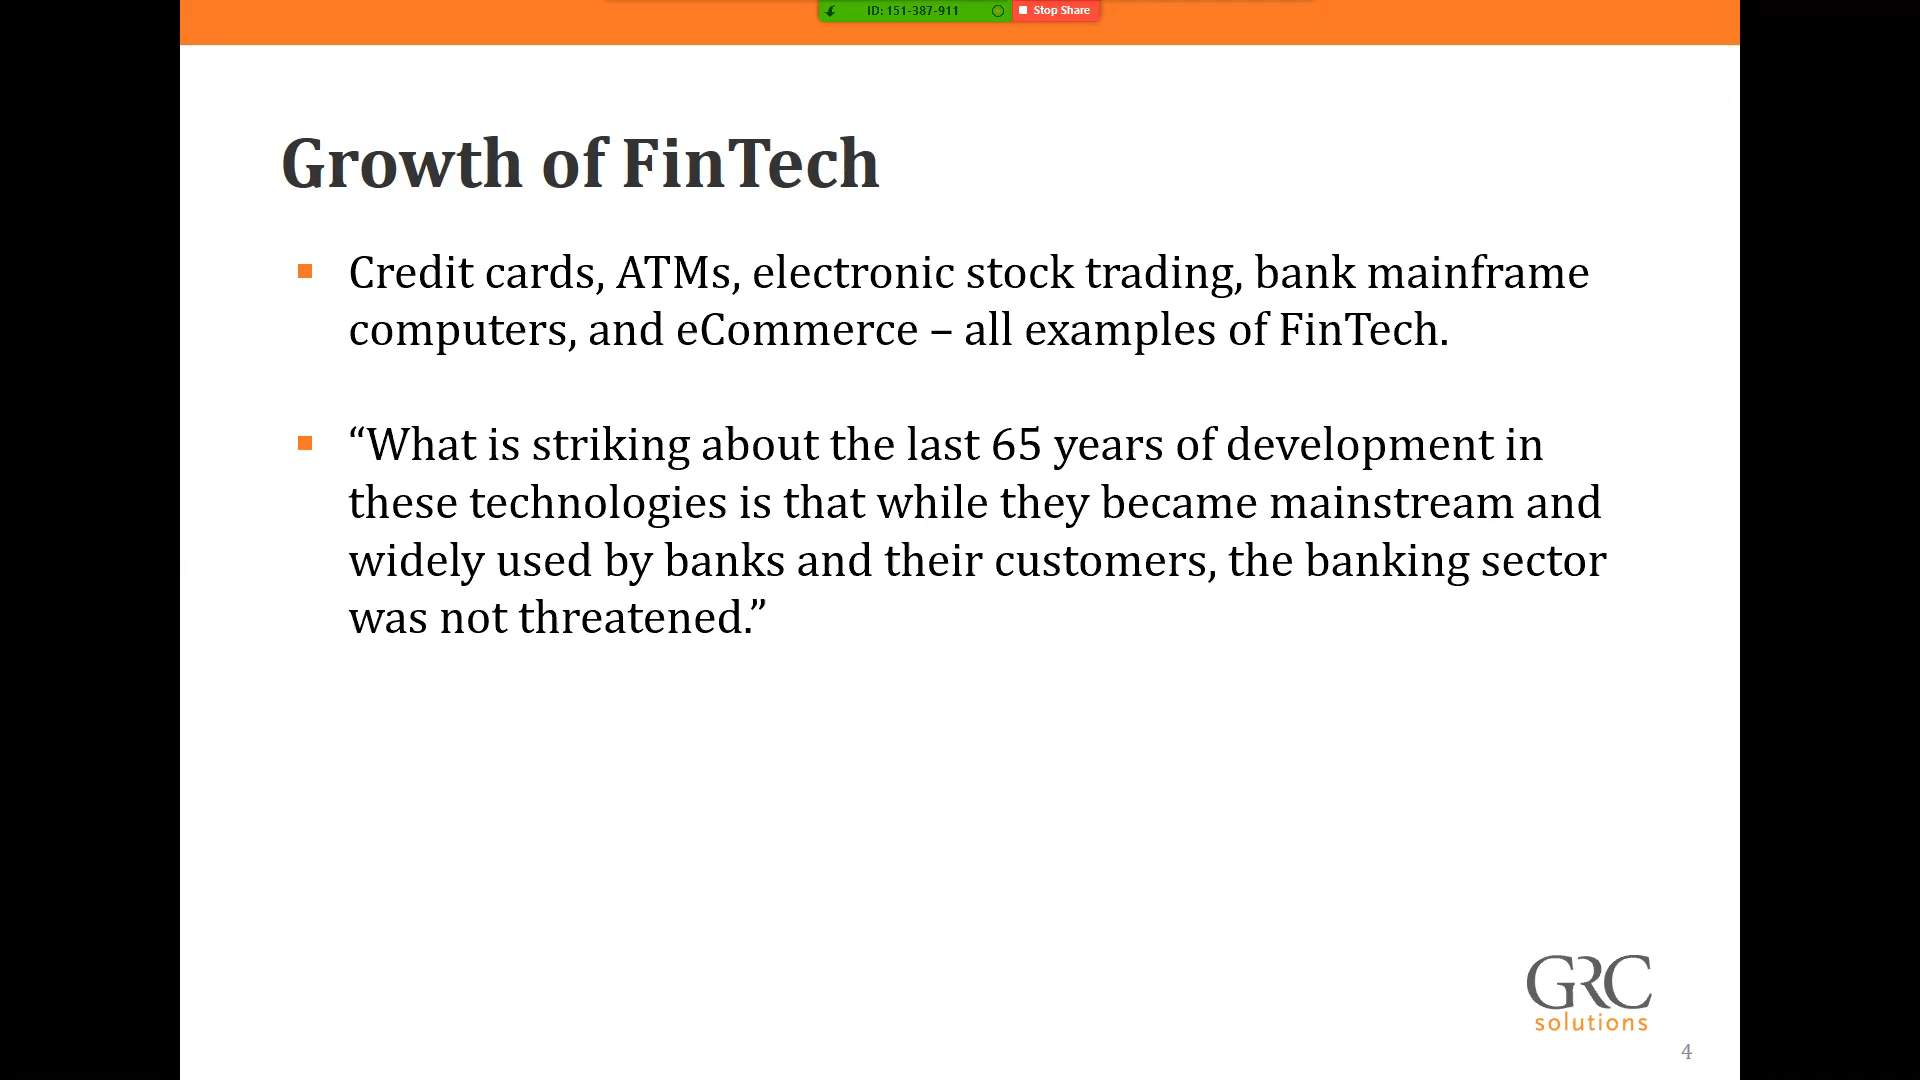 ID: 151-387-911 Stop Share
Growth of FinTech
Credit cards, ATMs, electronic stock trading, bank mainframe
computers, and eCommerce – all examples of FinTech.
“What is striking about the last 65 years of development in
these technologies is that while they became mainstream and
widely used by banks and their customers, the banking sector
was not threatened.”
GRC
solutions
4